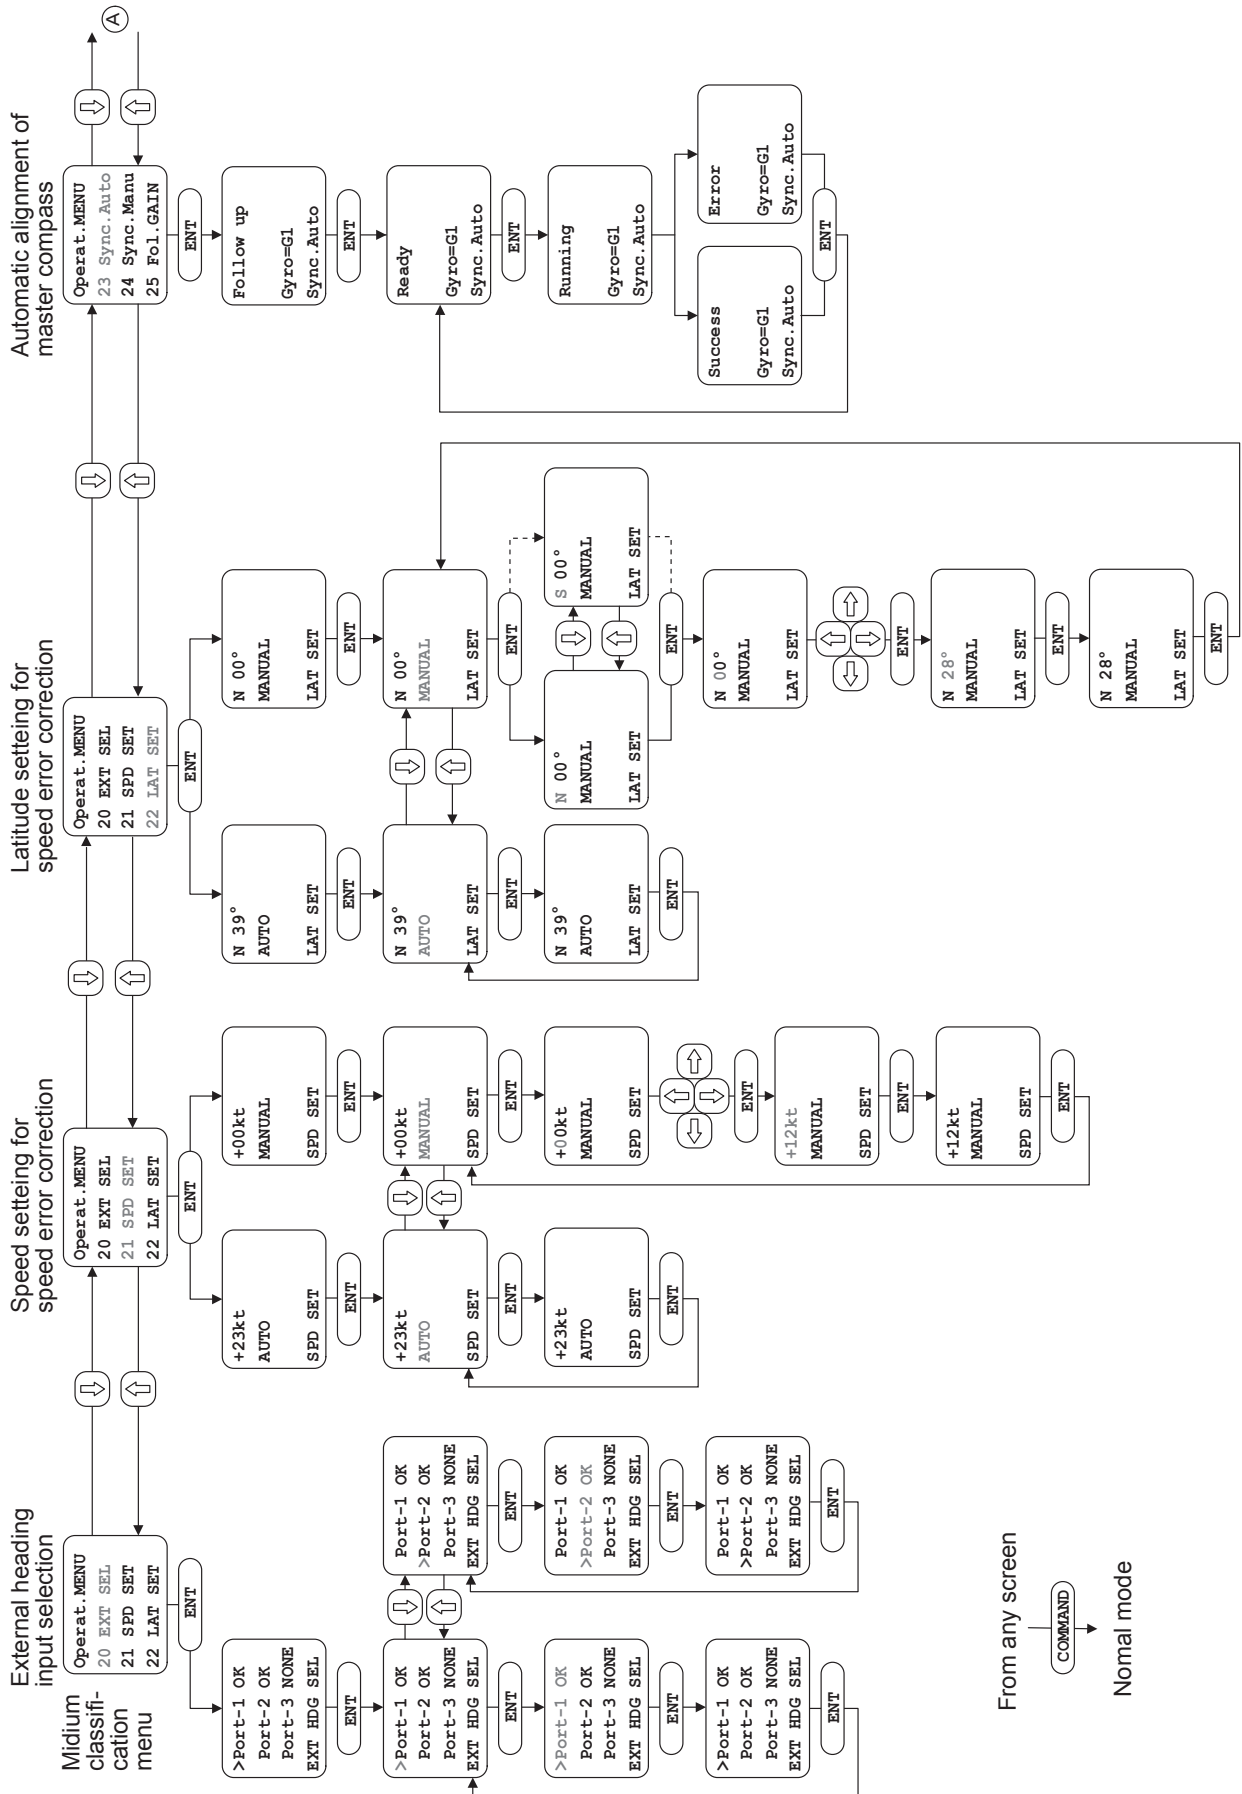 Midium
classifi-
cation
menu
External heading
input selection
Operat.MENU
20 EXT SEL
21 SPD SET
22 LAT SET
ENT
>Port-1 OK
Port-2 OK
Port-3 NONE
EXT HDG SEL
ENT
>Port-1 OK
Port-2 OK
Port-3 NONE
EXT HDG SEL
ENT
>Port-1 OK
Port-2 OK
Port-3 NONE
EXT HDG SEL
ENT
>Port-1 OK
Port-2 OK
Port-3 NONE
EXT HDG SEL
ENT
Port-1 OK
>Port-2 OK
Port-3 NONE
EXT HDG SEL
ENT
Port-1 OK
>Port-2 OK
Port-3 NONE
EXT HDG SEL
ENT
Port-1 OK
>Port-2 OK
Port-3 NONE
EXT HDG SEL
ENT
From any screen
COMMAND
Nomal mode
Speed setteing for
speed error correction
Operat.MENU
20 EXT SEL
21 SPD SET
22 LAT SET
ENT
+23kt
AUTO
SPD SET
ENT
+23kt
AUTO
SPD SET
ENT
+23kt
AUTO
SPD SET
ENT
+00kt
MANUAL
SPD SET
ENT
+00kt
MANUAL
SPD SET
ENT
+00kt
MANUAL
SPD SET
ENT
+12kt
MANUAL
SPD SET
ENT
+12kt
MANUAL
SPD SET
ENT
Latitude setteing for
speed error correction
Operat.MENU
20 EXT SEL
21 SPD SET
22 LAT SET
ENT
N 39°
AUTO
LAT SET
ENT
N 39°
AUTO
LAT SET
ENT
N 39°
AUTO
LAT SET
ENT
N 00°
MANUAL
LAT SET
ENT
N 00°
MANUAL
LAT SET
ENT
N 00°
MANUAL
LAT SET
S 00°
MANUAL
LAT SET
ENT
N 00°
MANUAL
LAT SET
ENT
N 28°
MANUAL
LAT SET
ENT
N 28°
MANUAL
LAT SET
ENT
Automatic alignment of
master compass
Operat.MENU
23 Sync.Auto
24 Sync.Manu
25 Fol.GAIN
A
ENT
Follow up
Gyro=G1
Sync.Auto
ENT
Ready
Gyro=G1
Sync.Auto
ENT
Running
Gyro=G1
Sync.Auto
Success
Gyro=G1
Sync.Auto
Error
Gyro=G1
Sync.Auto
ENT